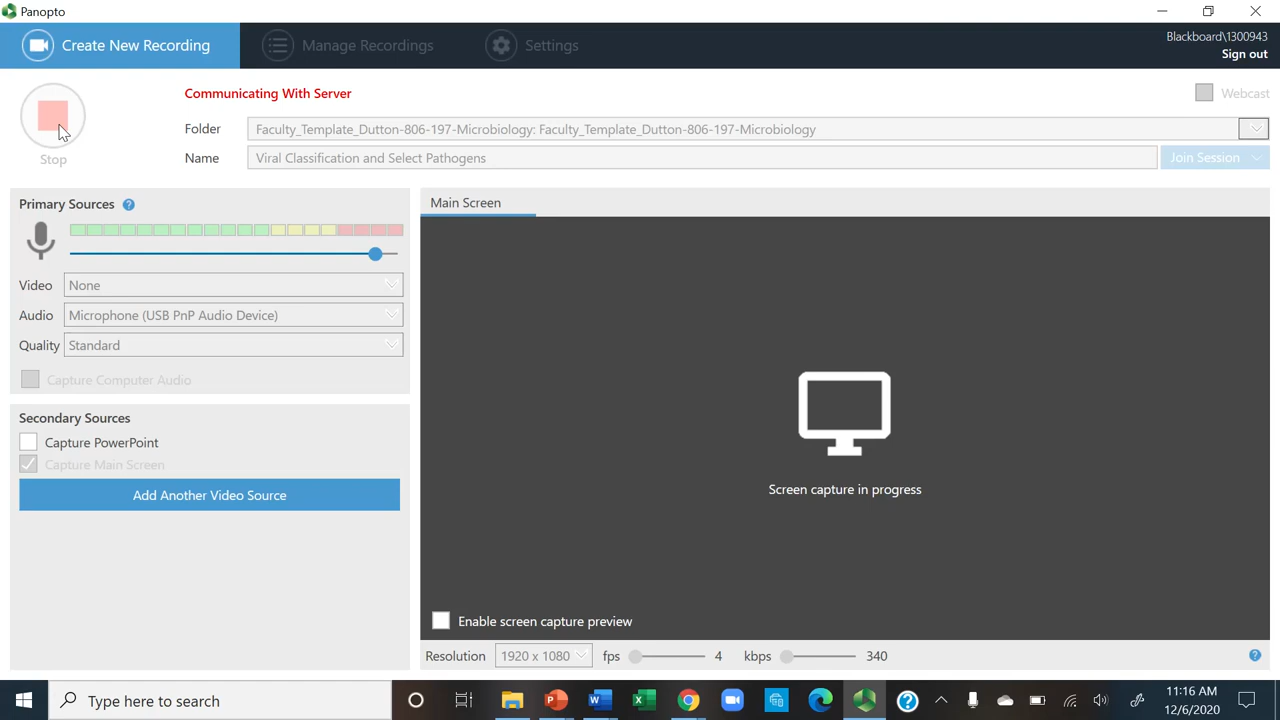 Panopto
Create New Recording
Manage Recordings
Settings
Blackboard\1300943
Sign out
Communicating With Server
Webcast
Folder
Faculty_Template_Dutton-806-197-Microbiology: Faculty_Template_Dutton-806-197-Microbiology
Stop
Name
Viral Classification and Select Pathogens
Join Session
Primary Sources ?
Main Screen
Video
None
Audio
Microphone (USB PnP Audio Device)
Quality
Standard
Capture Computer Audio
Secondary Sources
Capture PowerPoint
Capture Main Screen
Add Another Video Source
Screen capture in progress
Enable screen capture preview
Resolution 1920 x 1080 fps 4 kbps 340 ?
Type here to search
11:16 AM
12/6/2020